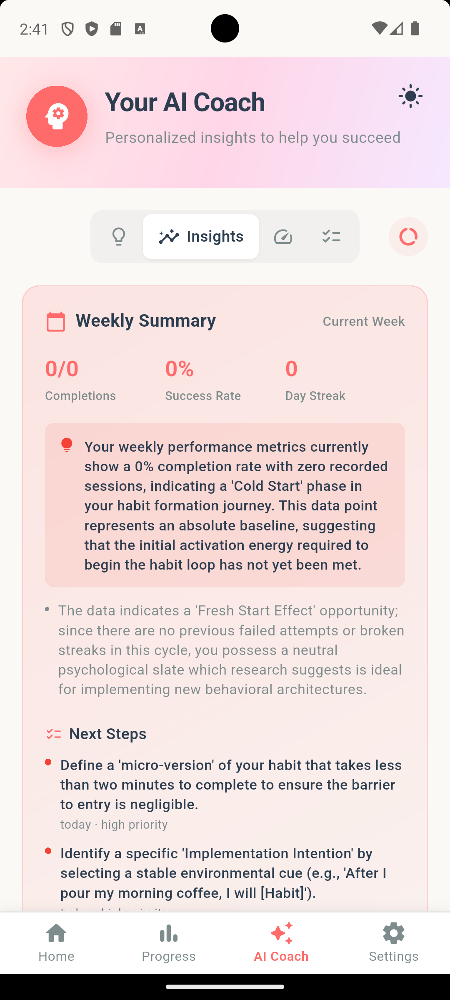 2:41
Your AI Coach
Personalized insights to help you succeed
Insights
Weekly Summary
Current Week
0/0
0%
0
Completions
Success Rate
Day Streak
Your weekly performance metrics currently
show a 0% completion rate with zero recorded
sessions, indicating a 'Cold Start' phase in
your habit formation journey. This data point
represents an absolute baseline, suggesting
that the initial activation energy required to
begin the habit loop has not yet been met.
The data indicates a 'Fresh Start Effect' opportunity;
since there are no previous failed attempts or broken
streaks in this cycle, you possess a neutral
psychological slate which research suggests is ideal
for implementing new behavioral architectures.
Next Steps
Define a 'micro-version' of your habit that takes less
than two minutes to complete to ensure the barrier
to entry is negligible.
today · high priority
Identify a specific 'Implementation Intention' by
selecting a stable environmental cue (e.g., 'After I
pour my morning coffee, I will [Habit]').
today · high priority
Home
Progress
AI Coach
Settings